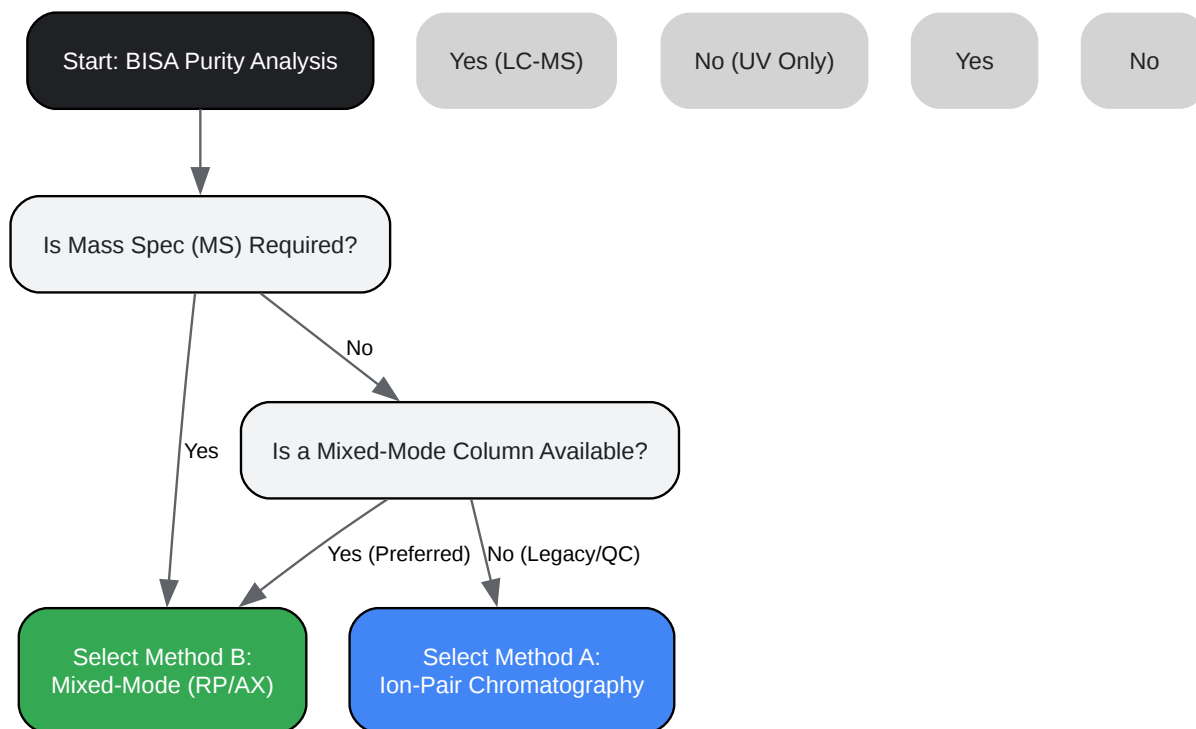 Start: BISA Purity Analysis
Yes (LC-MS)
No (UV Only)
Yes
No
Is Mass Spec (MS) Required?
No
Is a Mixed-Mode Column Available?
Yes
Yes (Preferred)
No (Legacy/QC)
Select Method B:
Mixed-Mode (RP/AX)
Select Method A:
Ion-Pair Chromatography